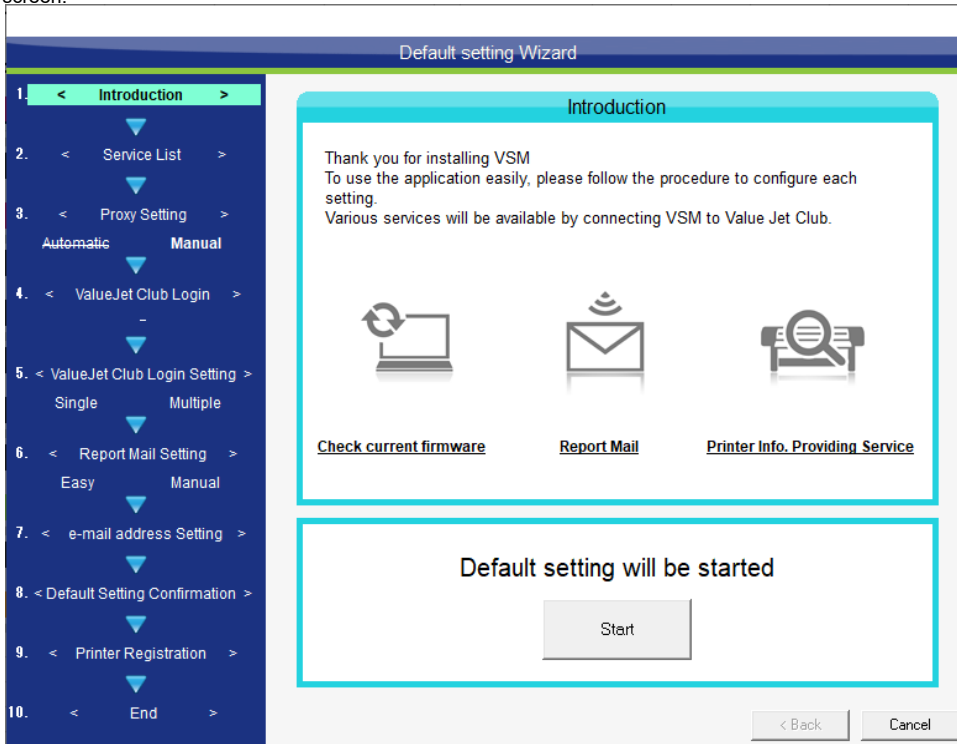 screen.
Default setting Wizard
1. < Introduction >
2. < Service List >
3. < Proxy Setting >
Automatic Manual
4. < ValueJet Club Login >
-
5. < ValueJet Club Login Setting >
Single Multiple
6. < Report Mail Setting >
Easy Manual
7. < e-mail address Setting >
8. < Default Setting Confirmation >
9. < Printer Registration >
10. < End >
Introduction
Thank you for installing VSM
To use the application easily, please follow the procedure to configure each
setting.
Various services will be available by connecting VSM to Value Jet Club.
Check current firmware Report Mail Printer Info. Providing Service
Default setting will be started
Start
< Back Cancel